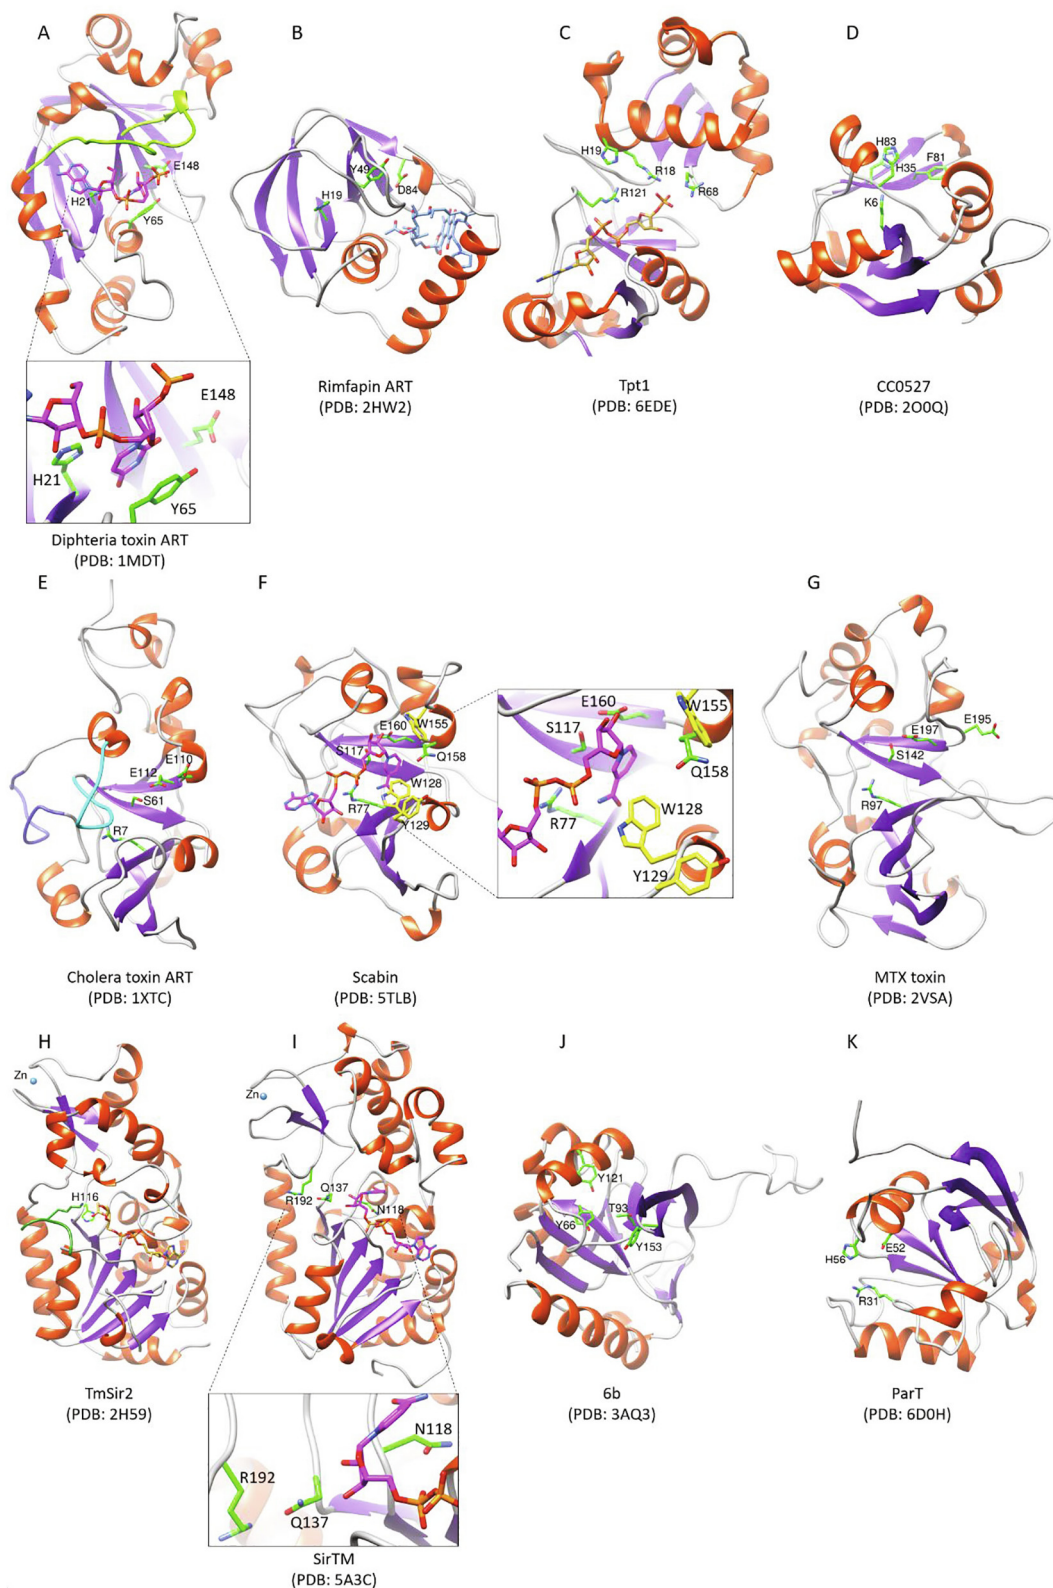 A
B
C
D
E148
H21
Y65
Y49
D84
H19
H19
R18
R121
R68
H83
H35
F81
K6
E148
H21
Y65
Rimfapin ART
(PDB: 2HW2)
Tpt1
(PDB: 6EDE)
CC0527
(PDB: 2O0Q)
Diphteria toxin ART
(PDB: 1MDT)
E
F
G
E110
E112
S61
R7
E160
W155
S117
Q158
W128
R77
Y129
E160
W155
S117
Q158
R77
W128
Y129
E195
E197
S142
R97
Cholera toxin ART
(PDB: 1XTC)
Scabin
(PDB: 5TLB)
MTX toxin
(PDB: 2VSA)
H
I
J
K
Zn
H116
Zn
Q137
R192
N118
Y121
T93
Y66
Y153
H56
E52
R31
TmSir2
(PDB: 2H59)
6b
(PDB: 3AQ3)
ParT
(PDB: 6D0H)
N118
R192
Q137
SirTM
(PDB: 5A3C)